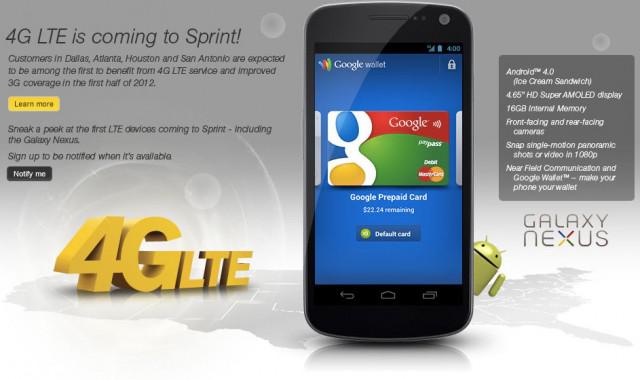 4G LTE is coming to Sprint!
Customers in Dallas, Atlanta, Houston and San Antonio are expected
to be among the first to benefit from 4G LTE service and improved
3G coverage in the first half of 2012.
Learn more
Sneak a peek at the first LTE devices coming to Sprint - including
the Galaxy Nexus.
Sign up to be notified when it's available.
Notify me
4G LTE
4:00
Google wallet
Google
paypass
Debit
MasterCard
Google Prepaid Card
$22.24 remaining
Default card
Android™ 4.0
(Ice Cream Sandwich)
4.65" HD Super AMOLED display
16GB Internal Memory
Front-facing and rear-facing
cameras
Snap single-motion panoramic
shots or video in 1080p
Near Field Communication and
Google Wallet™ – make your
phone your wallet
GALAXY
NEXUS